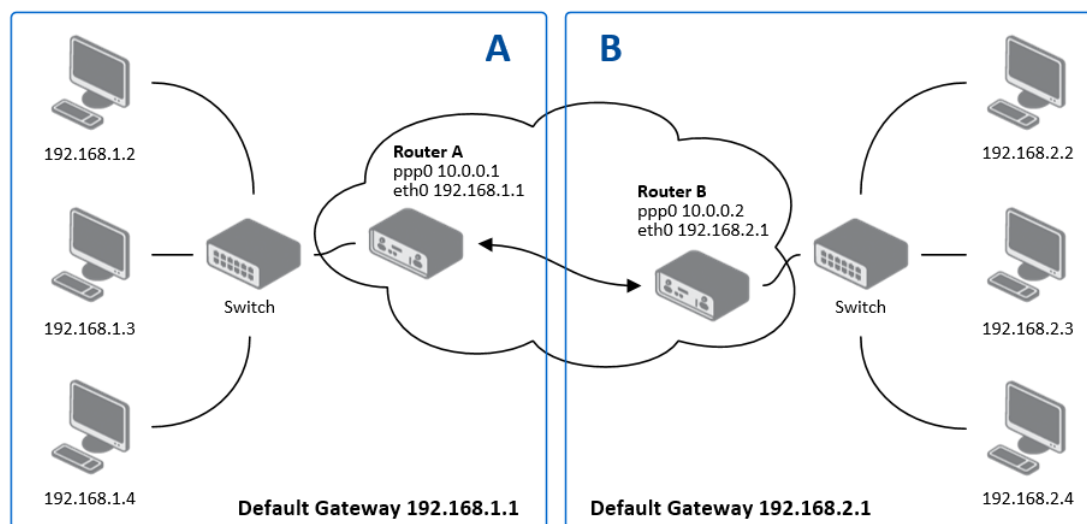 A
B
192.168.1.2
192.168.1.3
192.168.1.4
Switch
Router A
ppp0 10.0.0.1
eth0 192.168.1.1
Default Gateway 192.168.1.1
Router B
ppp0 10.0.0.2
eth0 192.168.2.1
Switch
192.168.2.2
192.168.2.3
192.168.2.4
Default Gateway 192.168.2.1